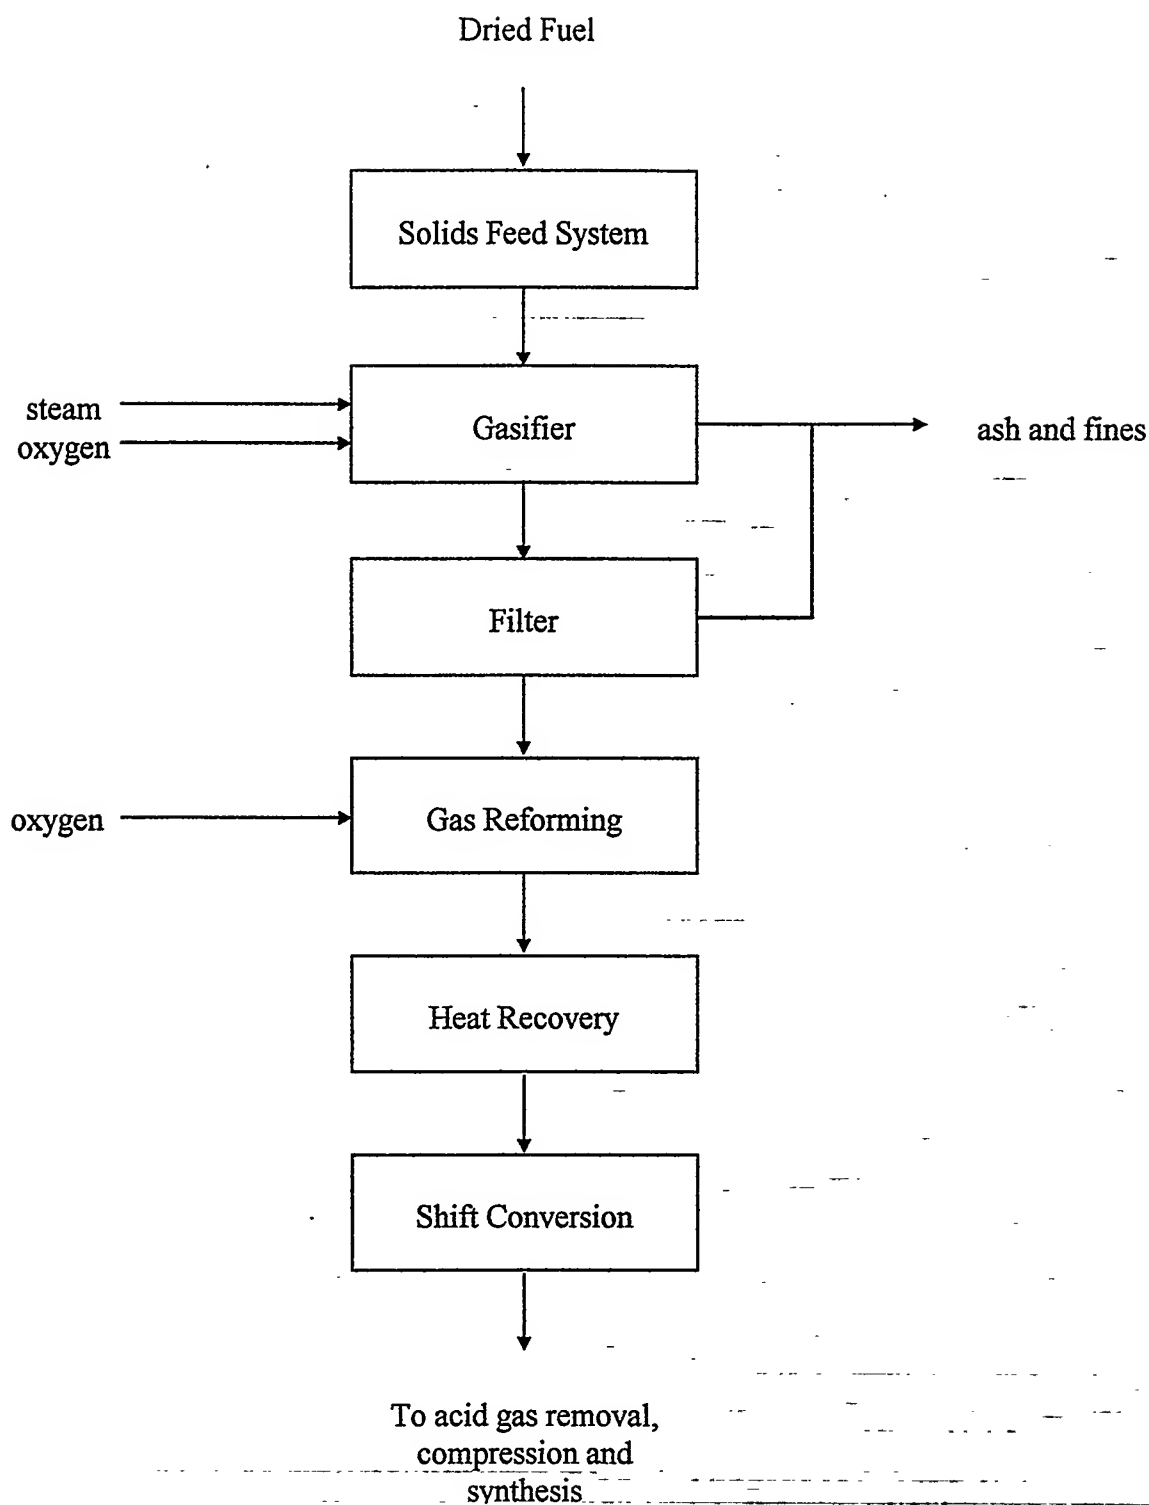 Dried Fuel
Solids Feed System
steam
oxygen
Gasifier
ash and fines
Filter
oxygen
Gas Reforming
Heat Recovery
Shift Conversion
To acid gas removal,
compression and
synthesis